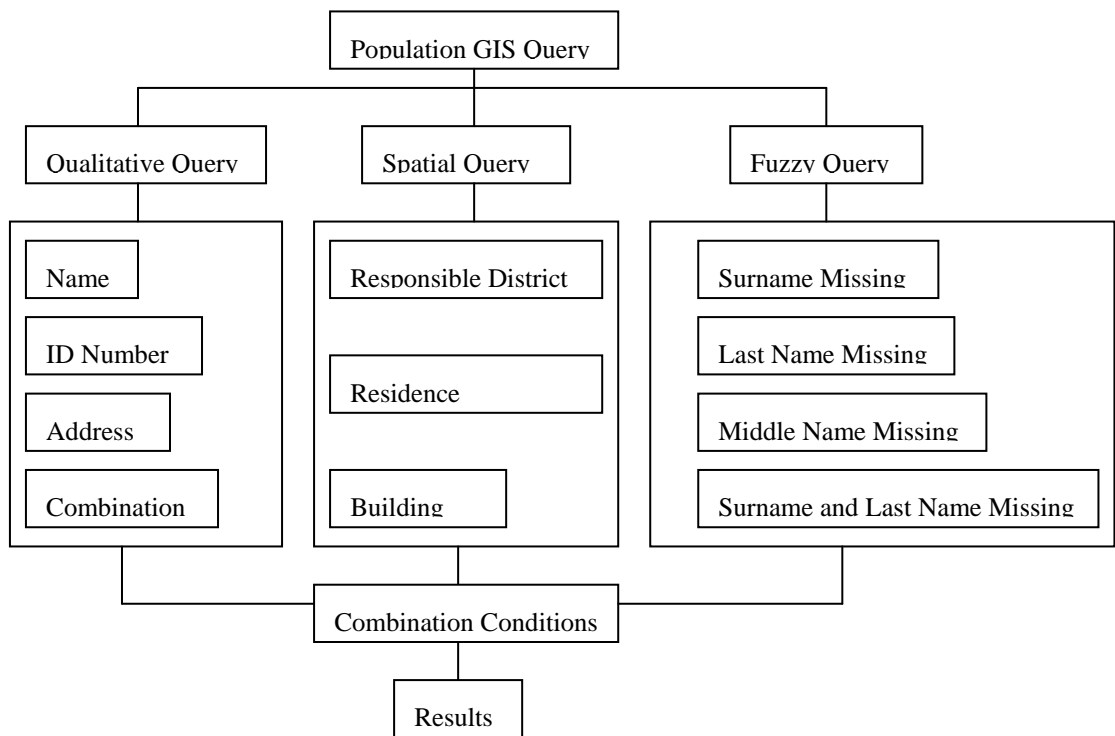 Population GIS Query
Qualitative Query
Spatial Query
Fuzzy Query
Name
ID Number
Address
Combination
Responsible District
Residence
Building
Surname Missing
Last Name Missing
Middle Name Missing
Surname and Last Name Missing
Combination Conditions
Results